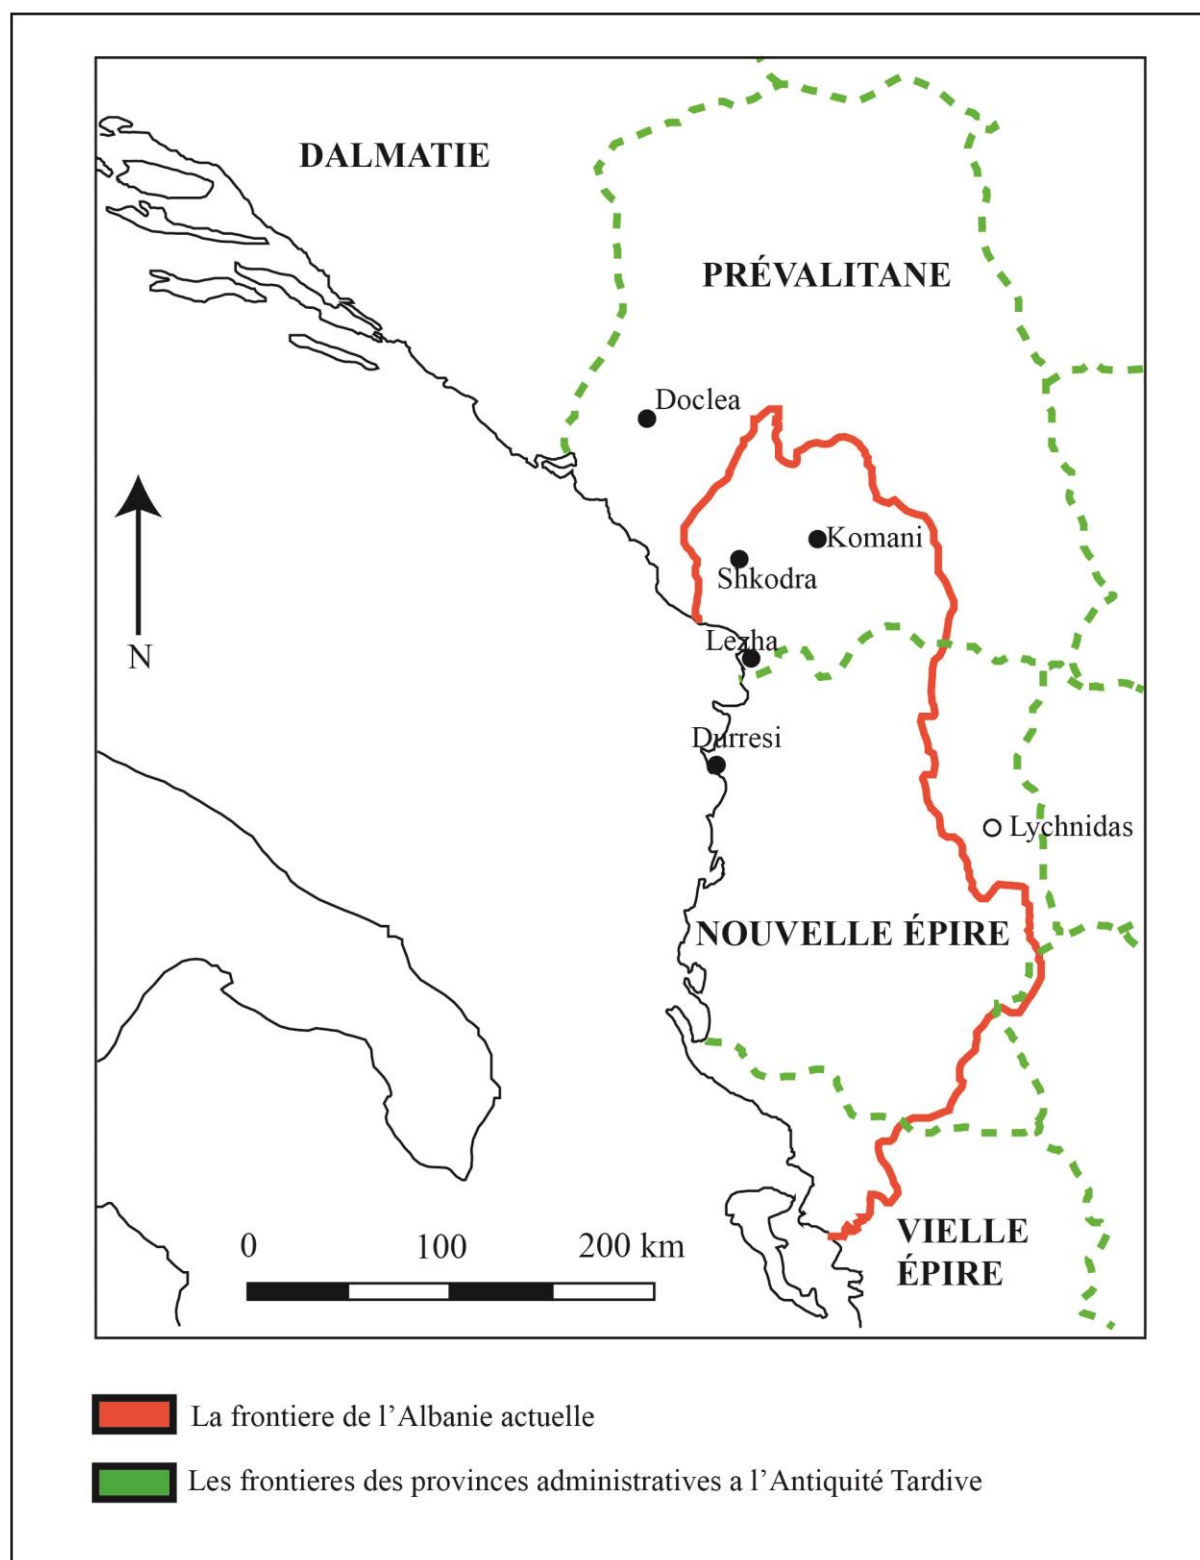 DALMATIE
PRÉVALITANE
Doclea
Komani
Shkodra
N
Lezha
Durresi
Lychnidas
NOUVELLE ÉPIRE
VIELLE
ÉPIRE
0 100 200 km
La frontiere de l’Albanie actuelle
Les frontieres des provinces administratives a l’Antiquité Tardive